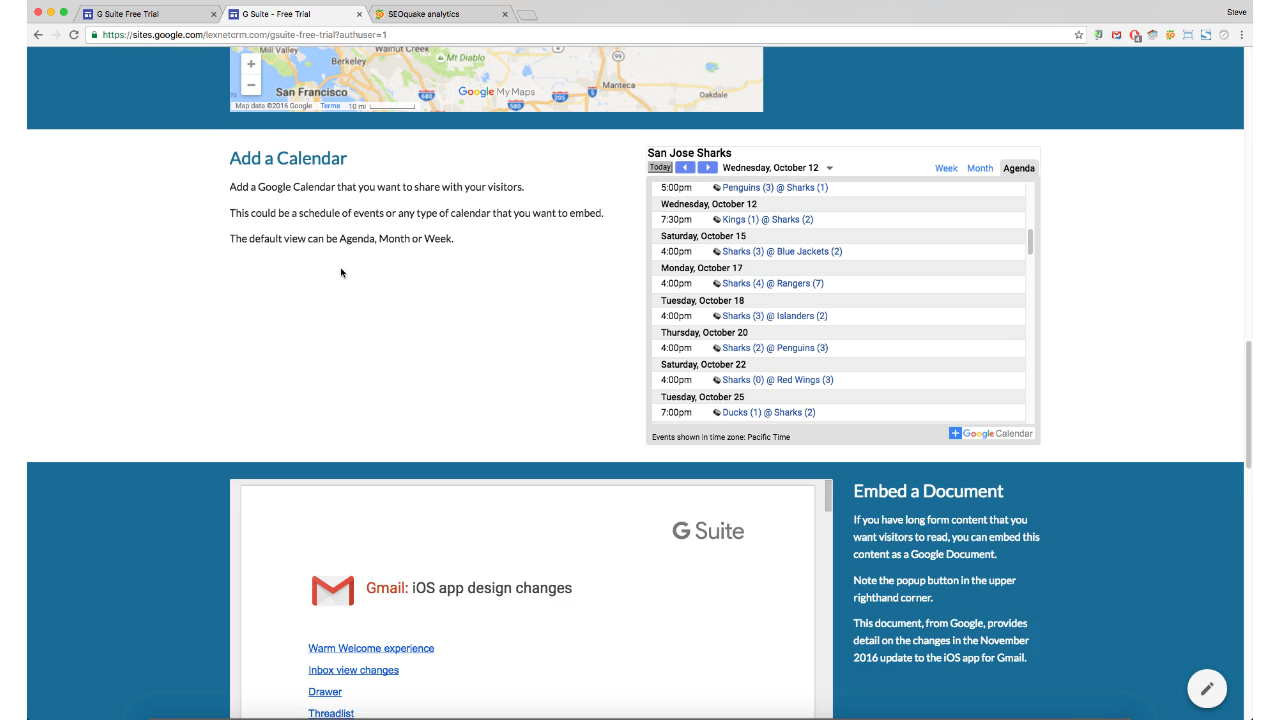 G Suite Free Trial
G Suite - Free Trial
SEOquake analytics
Steve
https://sites.google.com/lexnetcrm.com/gsuite-free-trial?authuser=1
Mill Valley
Walnut Creek
Berkeley
Mt Diablo
99
Manteca
San Francisco
680
Google My Maps
580
5
Oakdale
Map data ©2016 Google Terms 10 mi
Add a Calendar
Add a Google Calendar that you want to share with your visitors.
This could be a schedule of events or any type of calendar that you want to embed.
The default view can be Agenda, Month or Week.
San Jose Sharks
Today Wednesday, October 12 Week Month Agenda
5:00pm Penguins (3) @ Sharks (1)
Wednesday, October 12
7:30pm Kings (1) @ Sharks (2)
Saturday, October 15
4:00pm Sharks (3) @ Blue Jackets (2)
Monday, October 17
4:00pm Sharks (4) @ Rangers (7)
Tuesday, October 18
4:00pm Sharks (3) @ Islanders (2)
Thursday, October 20
4:00pm Sharks (2) @ Penguins (3)
Saturday, October 22
4:00pm Sharks (0) @ Red Wings (3)
Tuesday, October 25
7:00pm Ducks (1) @ Sharks (2)
Events shown in time zone: Pacific Time
Google Calendar
G Suite
Gmail: iOS app design changes
Warm Welcome experience
Inbox view changes
Drawer
Threadlist
Embed a Document
If you have long form content that you
want visitors to read, you can embed this
content as a Google Document.
Note the popup button in the upper
righthand corner.
This document, from Google, provides
detail on the changes in the November
2016 update to the iOS app for Gmail.